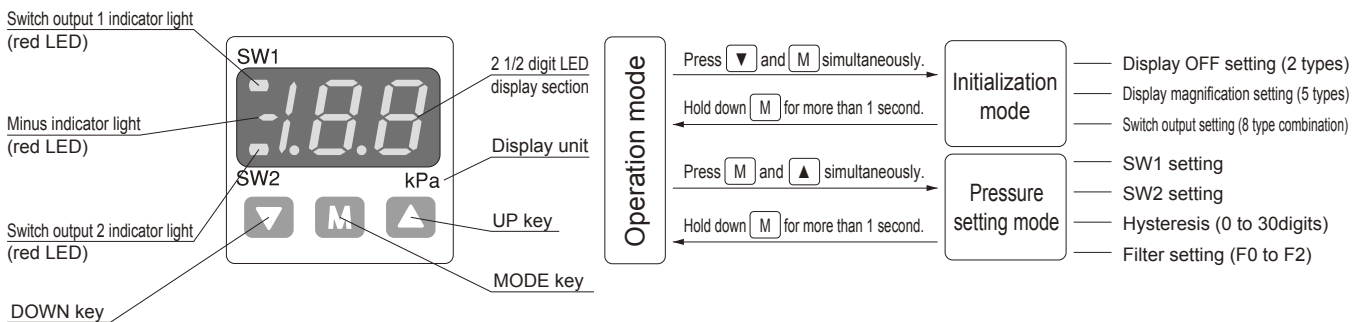 Switch output 1 indicator light
(red LED)
Minus indicator light
(red LED)
Switch output 2 indicator light
(red LED)
DOWN key
SW1
-1.8.8
SW2
kPa
M
2 1/2 digit LED
display section
Display unit
UP key
MODE key
Operation mode
Press ▼ and M simultaneously.
Hold down M for more than 1 second.
Press M and ▲ simultaneously.
Hold down M for more than 1 second.
Initialization
mode
Display OFF setting (2 types)
Display magnification setting (5 types)
Switch output setting (8 type combination)
Pressure
setting mode
SW1 setting
SW2 setting
Hysteresis (0 to 30digits)
Filter setting (F0 to F2)